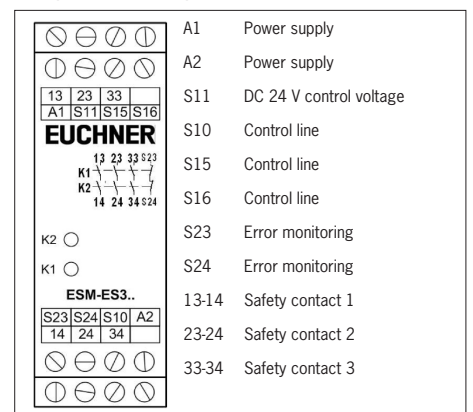 13 23 33
A1 S11 S15 S16
EUCHNER
13 23 33 S23
K1
K2
14 24 34 S24
K2
K1
ESM-ES3..
S23 S24 S10 A2
14 24 34
A1 Power supply
A2 Power supply
S11 DC 24 V control voltage
S10 Control line
S15 Control line
S16 Control line
S23 Error monitoring
S24 Error monitoring
13-14 Safety contact 1
23-24 Safety contact 2
33-34 Safety contact 3